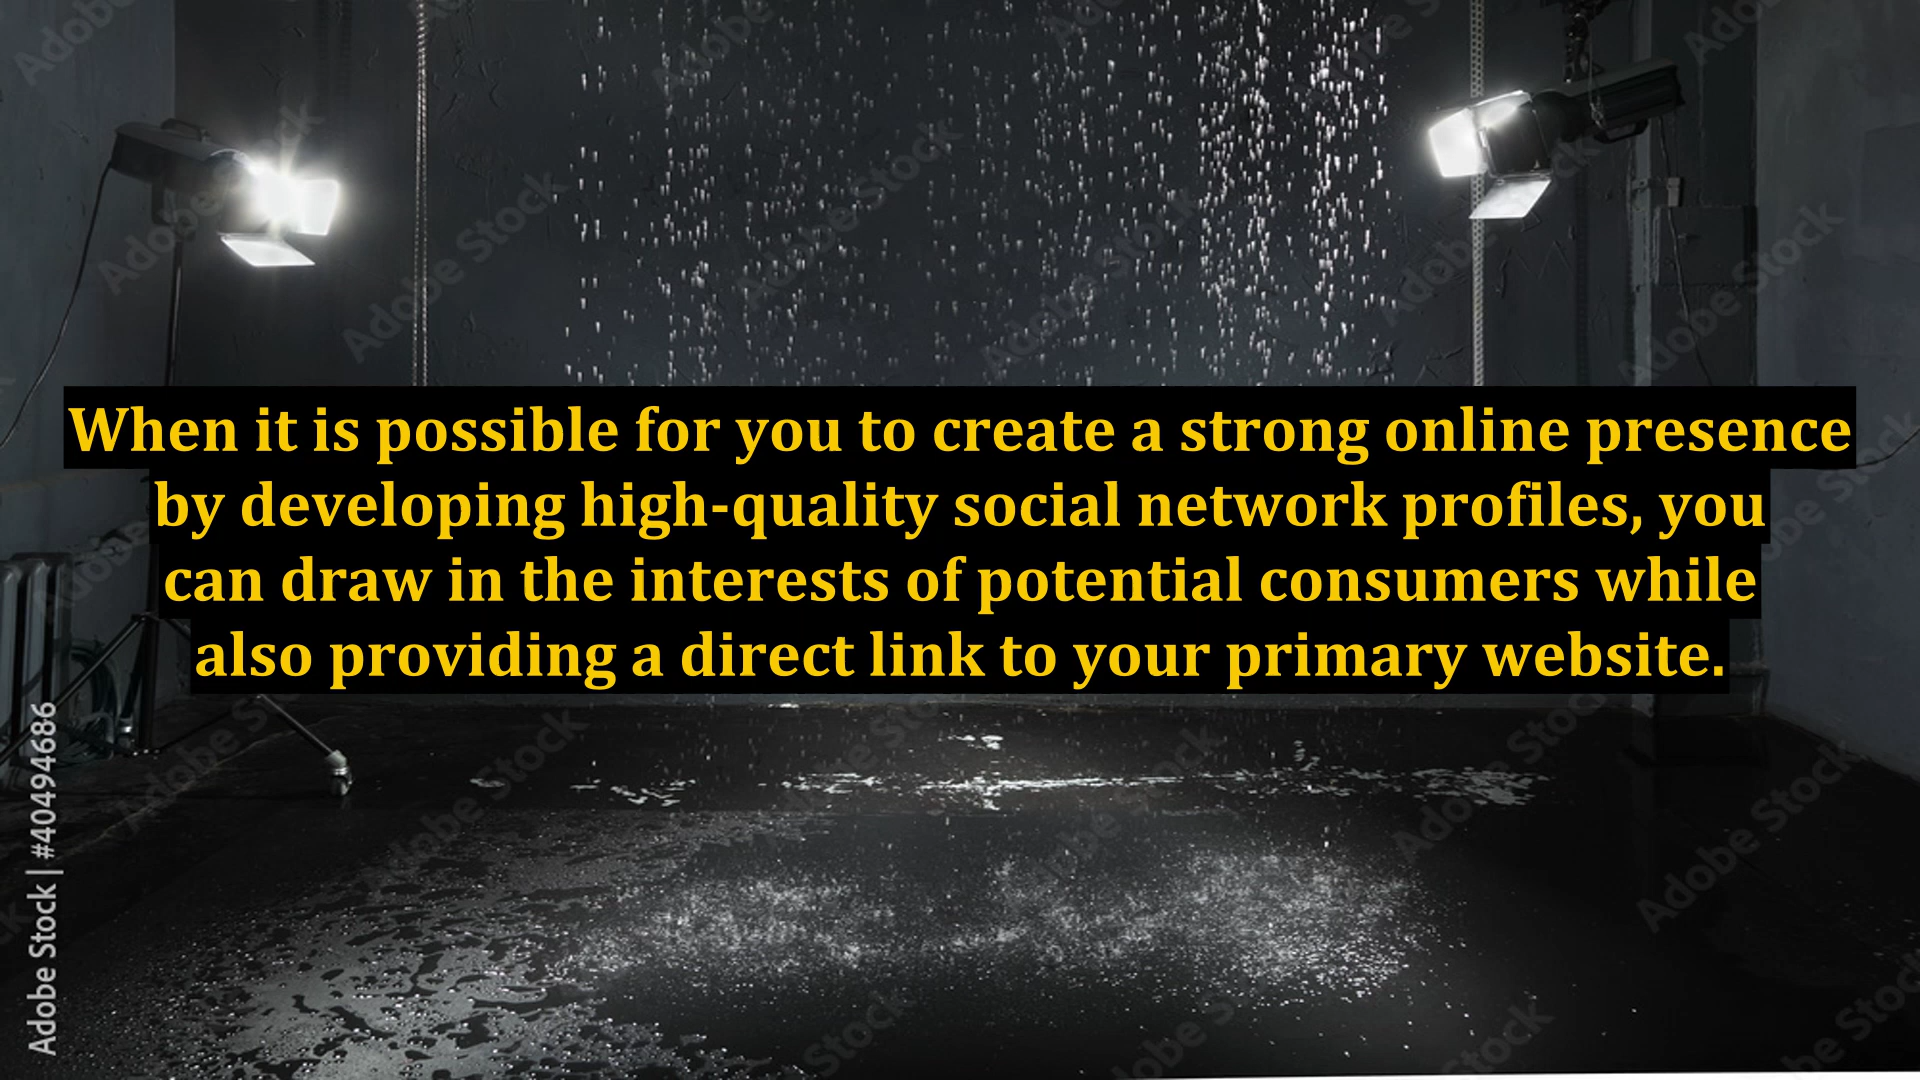 When it is possible for you to create a strong online presence
by developing high-quality social network profiles, you
can draw in the interests of potential consumers while
also providing a direct link to your primary website.
Adobe Stock | #40494686
Adobe Stock